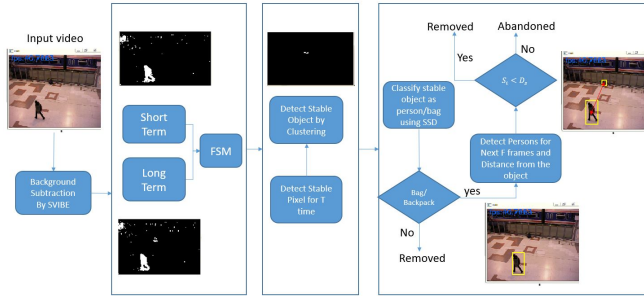 Input video
Background
Subtraction
By SVIBE
Short
Term
Long
Term
FSM
Detect Stable
Object by
Clustering
Detect Stable
Pixel for T
time
Removed
Abandoned
Yes
No
Classify stable
object as
person/bag
using SSD
S_i < D_s
Detect Persons for
Next F frames and
Distance from the
object
Bag/
Backpack
yes
No
Removed